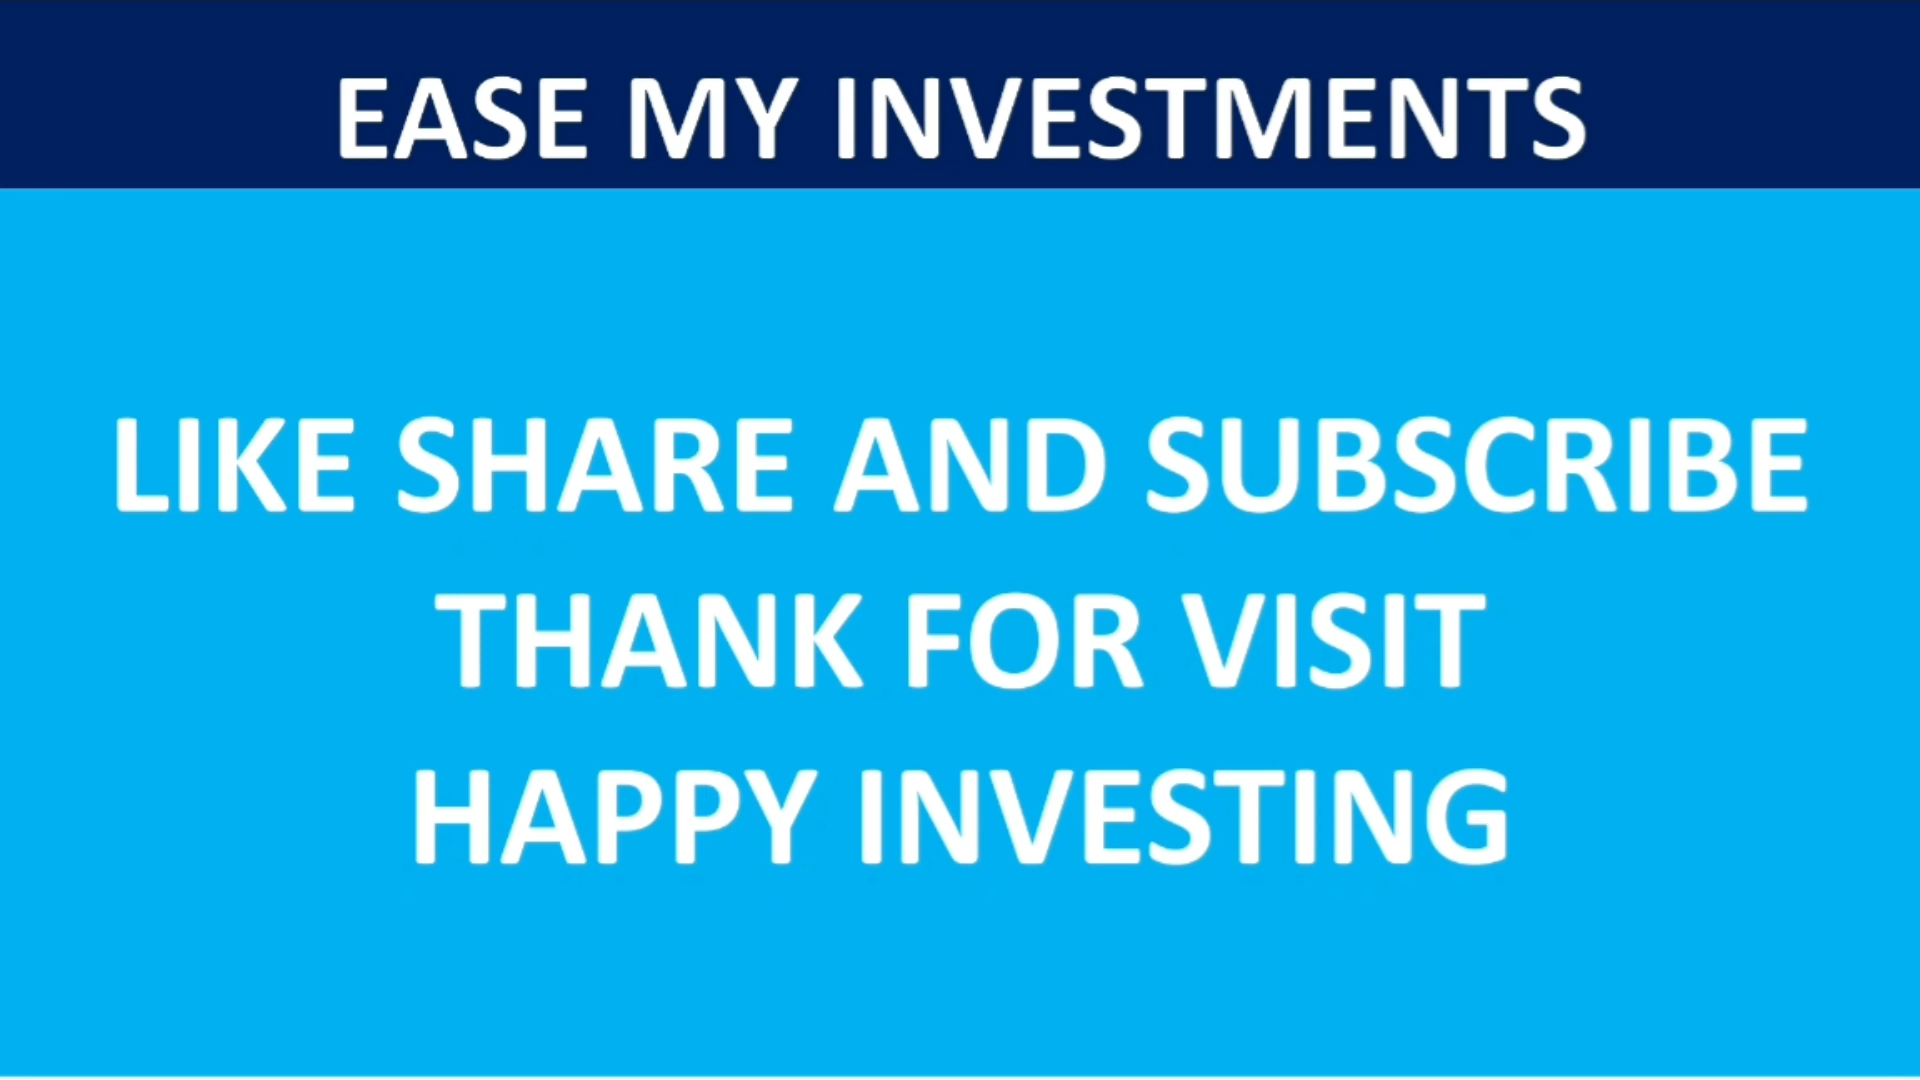 EASE MY INVESTMENTS
LIKE SHARE AND SUBSCRIBE
THANK FOR VISIT
HAPPY INVESTING